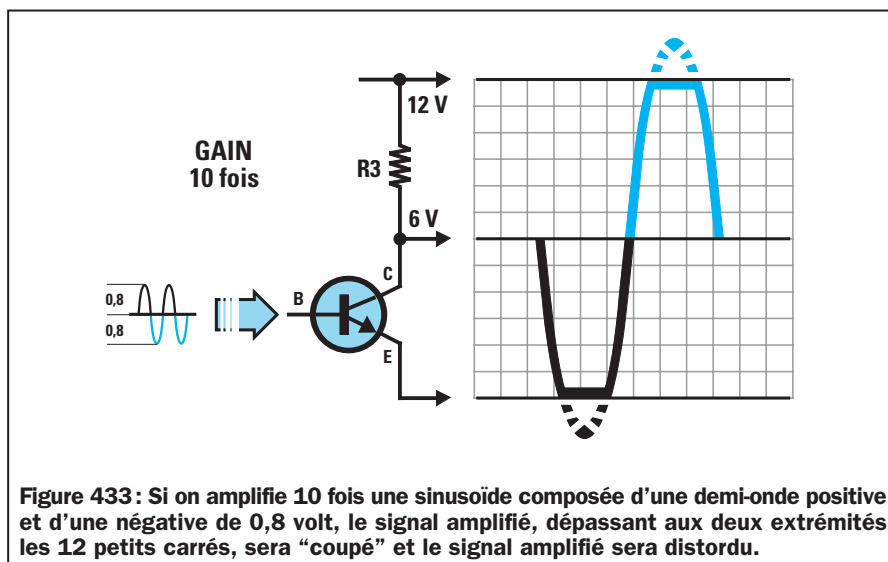 12 V
GAIN
10 fois
R3
6 V
C
B
0,8
0,8
E
Figure 433 : Si on amplifie 10 fois une sinusoïde composée d’une demi-onde positive
et d’une négative de 0,8 volt, le signal amplifié, dépassant aux deux extrémités
les 12 petits carrés, sera “coupé” et le signal amplifié sera distordu.